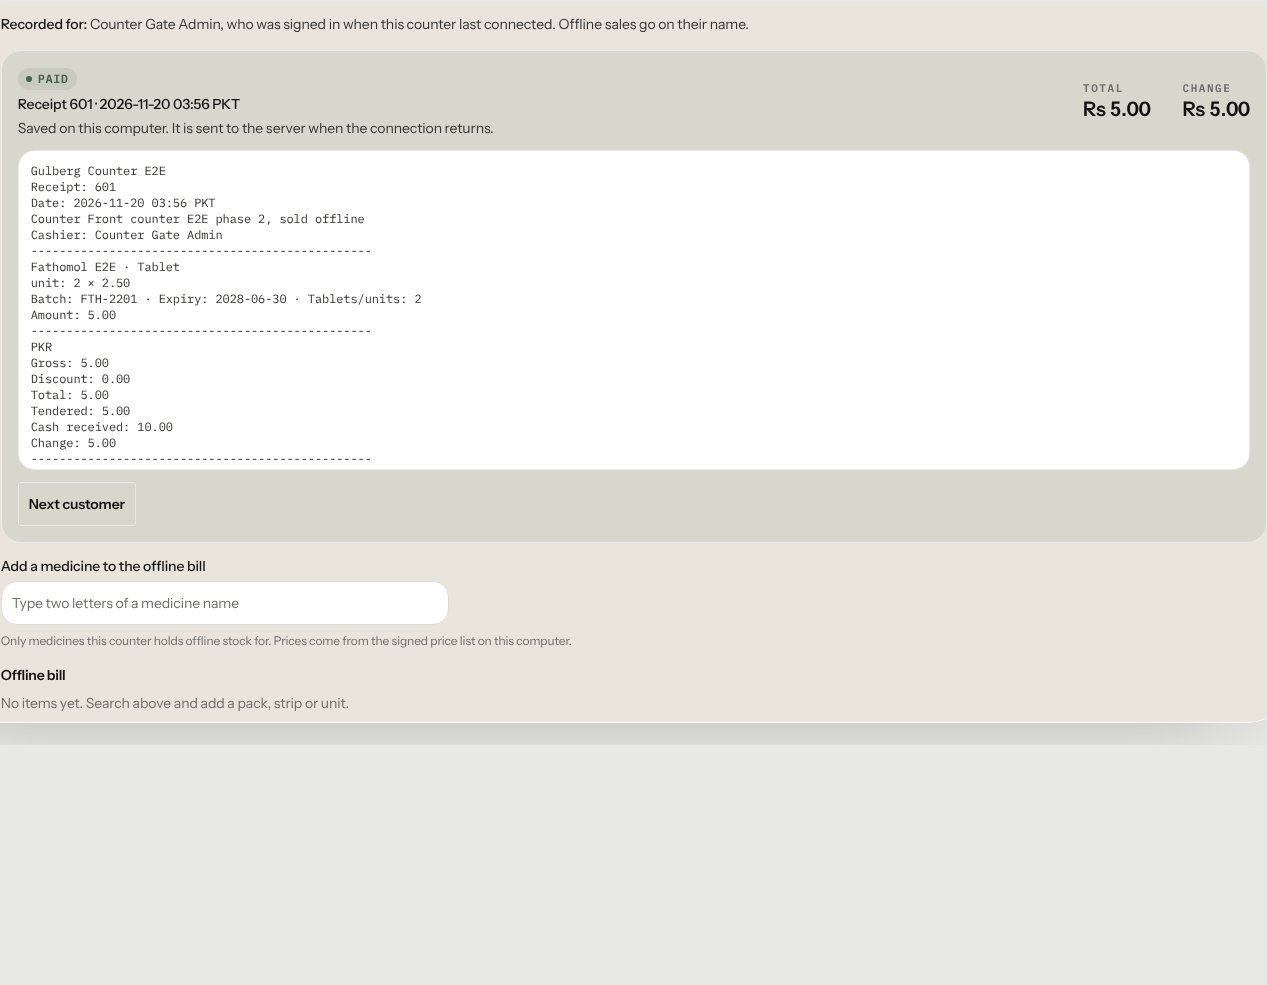 Recorded for: Counter Gate Admin, who was signed in when this counter last connected. Offline sales go on their name.
PAID
Receipt 601 · 2026-11-20 03:56 PKT
Saved on this computer. It is sent to the server when the connection returns.
TOTAL
Rs 5.00
CHANGE
Rs 5.00
Gulberg Counter E2E
Receipt: 601
Date: 2026-11-20 03:56 PKT
Counter Front counter E2E phase 2, sold offline
Cashier: Counter Gate Admin
------------------------------------------------
Fathomol E2E · Tablet
unit: 2 × 2.50
Batch: FTH-2201 · Expiry: 2028-06-30 · Tablets/units: 2
Amount: 5.00
------------------------------------------------
PKR
Gross: 5.00
Discount: 0.00
Total: 5.00
Tendered: 5.00
Cash received: 10.00
Change: 5.00
------------------------------------------------
Next customer
Add a medicine to the offline bill
Type two letters of a medicine name
Only medicines this counter holds offline stock for. Prices come from the signed price list on this computer.
Offline bill
No items yet. Search above and add a pack, strip or unit.